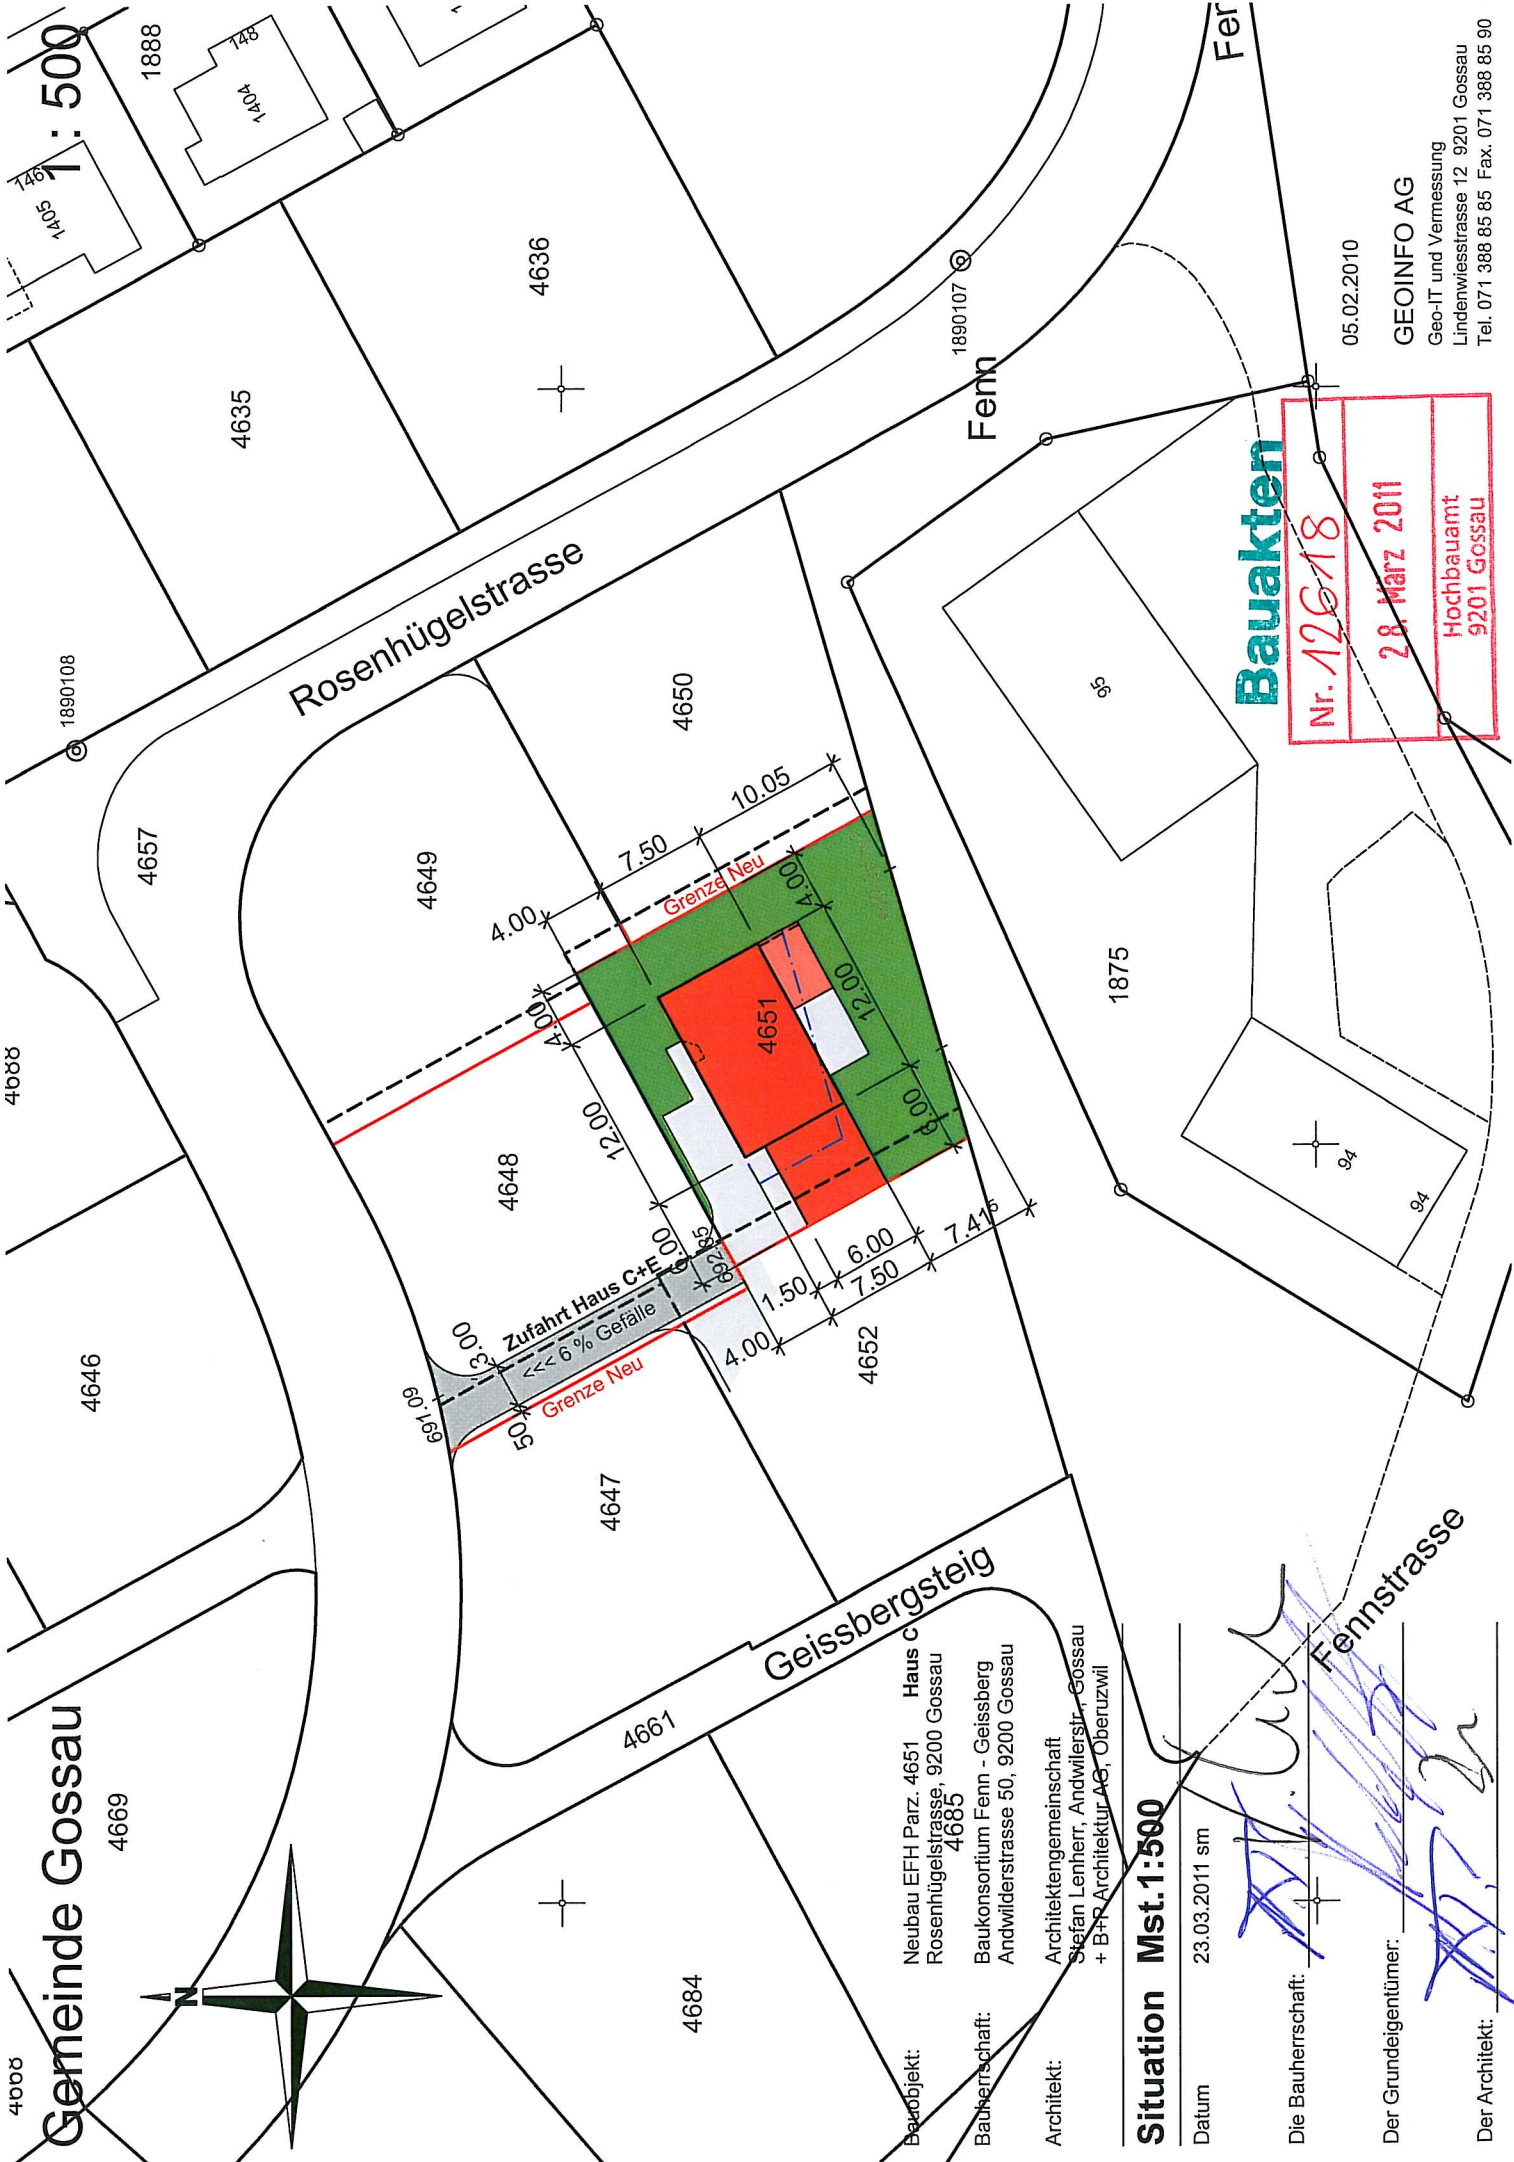 Gemeinde Gossau
1 : 500
4668
4669
4646
4688
4657
1890108
4635
1405
146
1888
1404
148
4636
N
4684
4685
4661
Geissbergsteig
4647
4648
4649
4650
Rosenhügelstrasse
Fenn
1890107
691.09
3.00
50
Zufahrt Haus C+E
<<< 6 % Gefälle
Grenze Neu
692.85
6.00
12.00
4.00
4.00
7.50
10.05
Grenze Neu
4.00
4651
12.00
6.00
4.00
1.50
6.00
7.50
7.41⁵
4652
1875
95
94
94
Fennstrasse
Fer
Bauobjekt: Neubau EFH Parz. 4651 Haus C
Rosenhügelstrasse, 9200 Gossau
Bauherrschaft: Baukonsortium Fenn - Geissberg
Andwilderstrasse 50, 9200 Gossau
Architekt: Architektengemeinschaft
Stefan Lenherr, Andwilerstr., Gossau
+ B+P Architektur AG, Oberuzwil
Situation Mst.1:500
Datum 23.03.2011 sm
Die Bauherrschaft:
Der Grundeigentümer:
Der Architekt:
Bauakten
Nr. 12618
28. März 2011
Hochbauamt
9201 Gossau
05.02.2010
GEOINFO AG
Geo-IT und Vermessung
Lindenwiesstrasse 12 9201 Gossau
Tel. 071 388 85 85 Fax. 071 388 85 90